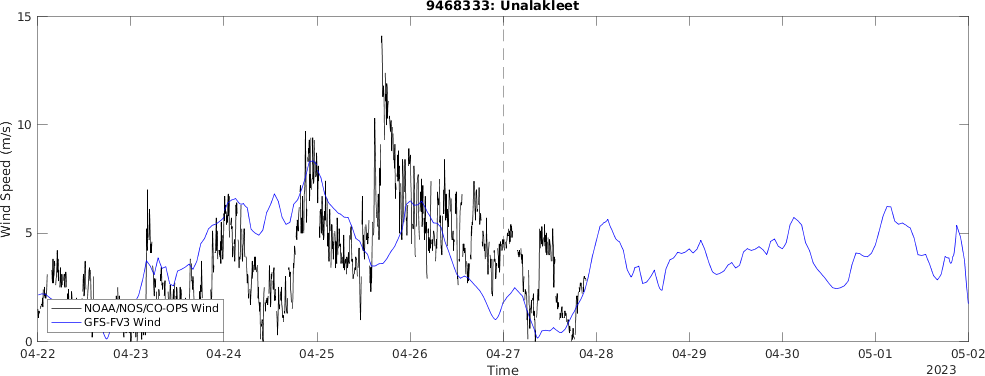 9468333: Unalakleet
15
10
5
0
Wind Speed (m/s)
NOAA/NOS/CO-OPS Wind
GFS-FV3 Wind
04-22 04-23 04-24 04-25 04-26 04-27 04-28 04-29 04-30 05-01 05-02
Time
2023